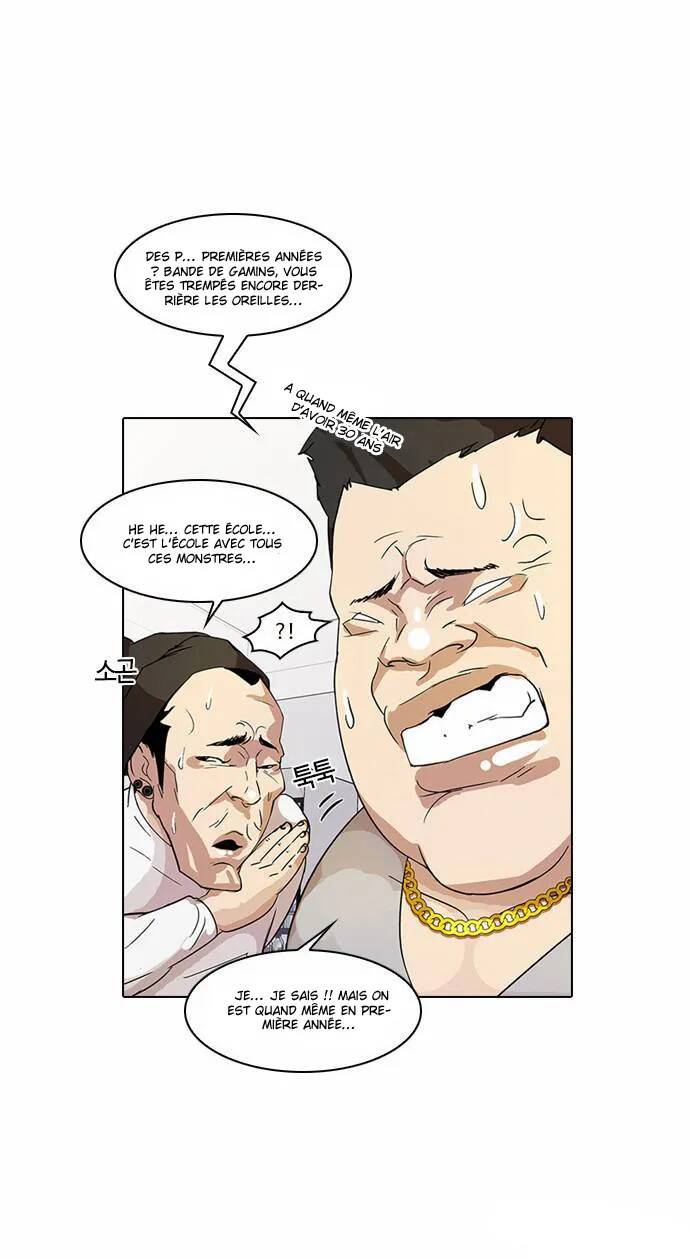 DES P... PREMIÈRES ANNÉES
? BANDE DE GAMINS, VOUS
ÊTES TREMPÉS ENCORE DER-
RIÈRE LES OREILLES...
A QUAND MÊME L'AIR
D'AVOIR 30 ANS
HE HE... CETTE ÉCOLE...
C'EST L'ÉCOLE AVEC TOUS
CES MONSTRES...
?!
소곤
툭툭
JE... JE SAIS !! MAIS ON
EST QUAND MÊME EN PRE-
MIÈRE ANNÉE...